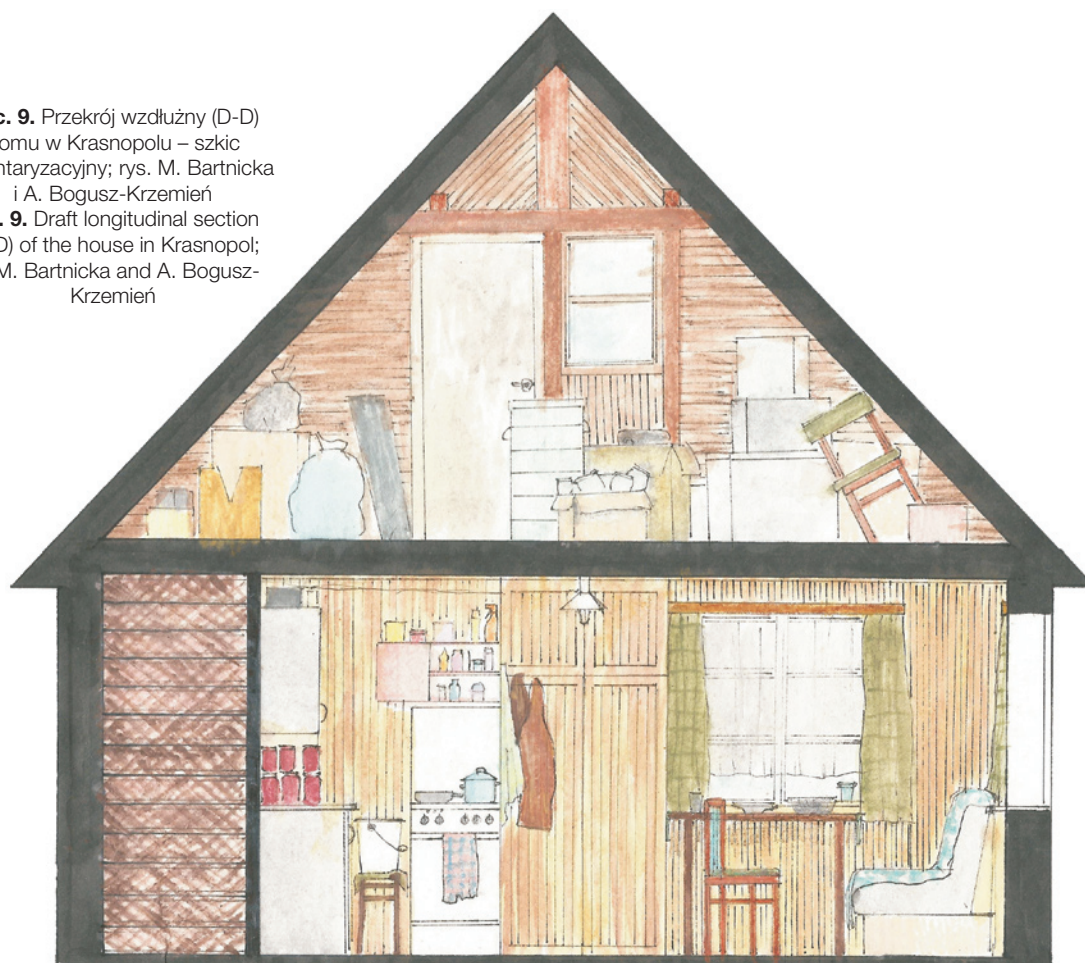 c. 9. Przekrój wzdłużny (D-D)
omu w Krasnopolu – szkic
ntaryzacyjny; rys. M. Bartnicka
i A. Bogusz-Krzemień
. 9. Draft longitudinal section
D) of the house in Krasnopol;
M. Bartnicka and A. Bogusz-
Krzemień